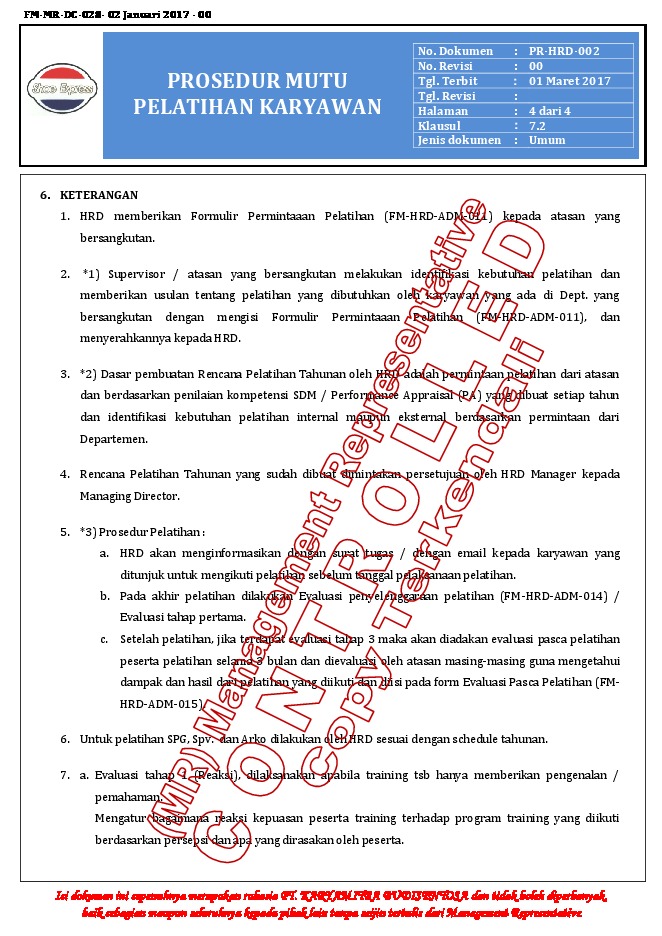 FM-MR-DC-028- 02 Januari 2017 - 00
Shoe Express
PROSEDUR MUTU
PELATIHAN KARYAWAN
No. Dokumen : PR-HRD-002
No. Revisi : 00
Tgl. Terbit : 01 Maret 2017
Tgl. Revisi :
Halaman : 4 dari 4
Klausul : 7.2
Jenis dokumen : Umum
6. KETERANGAN
1. HRD memberikan Formulir Permintaaan Pelatihan (FM-HRD-ADM-011) kepada atasan yang
bersangkutan.
2. *1) Supervisor / atasan yang bersangkutan melakukan identifikasi kebutuhan pelatihan dan
memberikan usulan tentang pelatihan yang dibutuhkan oleh karyawan yang ada di Dept. yang
bersangkutan dengan mengisi Formulir Permintaaan Pelatihan (FM-HRD-ADM-011), dan
menyerahkannya kepada HRD.
3. *2) Dasar pembuatan Rencana Pelatihan Tahunan oleh HRD adalah permintaan pelatihan dari atasan
dan berdasarkan penilaian kompetensi SDM / Performance Appraisal (PA) yang dibuat setiap tahun
dan identifikasi kebutuhan pelatihan internal maupun eksternal berdasarkan permintaan dari
Departemen.
4. Rencana Pelatihan Tahunan yang sudah dibuat dimintakan persetujuan oleh HRD Manager kepada
Managing Director.
5. *3) Prosedur Pelatihan :
a. HRD akan menginformasikan dengan surat tugas / dengan email kepada karyawan yang
ditunjuk untuk mengikuti pelatihan sebelum tanggal pelaksanaan pelatihan.
b. Pada akhir pelatihan dilakukan Evaluasi penyelenggaraan pelatihan (FM-HRD-ADM-014) /
Evaluasi tahap pertama.
c. Setelah pelatihan, jika terdapat evaluasi tahap 3 maka akan diadakan evaluasi pasca pelatihan
peserta pelatihan selama 3 bulan dan dievaluasi oleh atasan masing-masing guna mengetahui
dampak dan hasil dari pelatihan yang diikuti dan diisi pada form Evaluasi Pasca Pelatihan (FM-
HRD-ADM-015)
6. Untuk pelatihan SPG, Spv. dan Arko dilakukan oleh HRD sesuai dengan schedule tahunan.
7. a. Evaluasi tahap 1 (Reaksi), dilaksanakan apabila training tsb hanya memberikan pengenalan /
pemahaman.
Mengatur bagaimana reaksi kepuasan peserta training terhadap program training yang diikuti
berdasarkan persepsi dan apa yang dirasakan oleh peserta.
(MR) Management Representative
CONTROLLED
Copy Terkendali
Isi dokumen ini sepenuhnya merupakan rahasia PT. KARYAMITRA BUDISENTOSA dan tidak boleh diperbanyak,
baik sebagian maupun seluruhnya kepada pihak lain tanpa seijin tertulis dari Management Representative